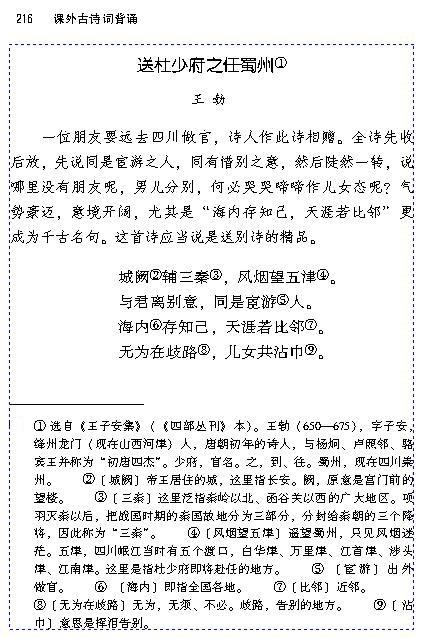 216 课外古诗词背诵
送杜少府之任蜀州①
王 勃
一位朋友要远去四川做官，诗人作此诗相赠。全诗先收
后放，先说同是宦游之人，同有惜别之意，然后陡然一转，说
哪里没有朋友呢，男儿分别，何必哭哭啼啼作儿女态呢？气
势豪迈，意境开阔，尤其是“海内存知己，天涯若比邻”更
成为千古名句。这首诗应当说是送别诗的精品。
城阙②辅三秦③，风烟望五津④。
与君离别意，同是宦游⑤人。
海内⑥存知己，天涯若比邻⑦。
无为在歧路⑧，儿女共沾巾⑨。
①选自《王子安集》（《四部丛刊》本）。王勃（650—675），字子安，
绛州龙门（现在山西河津）人，唐朝初年的诗人，与杨炯、卢照邻、骆
宾王并称为“初唐四杰”。少府，官名。之，到、往。蜀州，现在四川崇
州。 ②〔城阙〕帝王居住的城，这里指长安。阙，原意是宫门前的
望楼。 ③〔三秦〕这里泛指秦岭以北、函谷关以西的广大地区。项
羽灭秦以后，把战国时期的秦国故地分为三部分，分封给秦朝的三个降
将，因此称为“三秦”。 ④〔风烟望五津〕遥望蜀州，只见风烟迷
茫。五津，四川岷江当时有五个渡口，白华津、万里津、江首津、涉头
津、江南津。这里是指杜少府即将赴任的地方。 ⑤〔宦游〕出外
做官。 ⑥〔海内〕即指全国各地。 ⑦〔比邻〕近邻。
⑧〔无为在歧路〕无为，无须、不必。歧路，告别的地方。 ⑨〔沾
巾〕意思是挥泪告别。